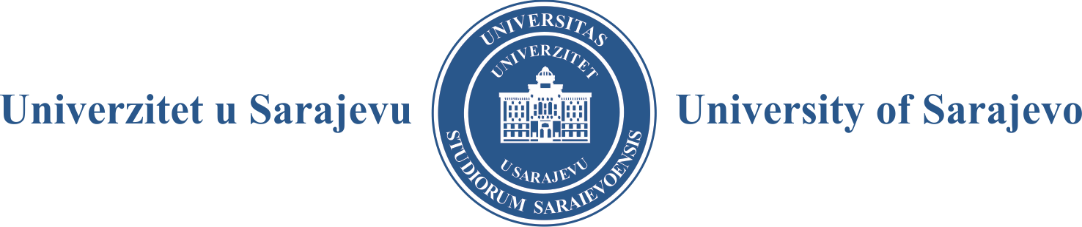 Univerzitet u Sarajevu
UNIVERSITAS
STUDIORUM SARAIEVOENSIS
UNIVERZITET
U SARAJEVU
University of Sarajevo